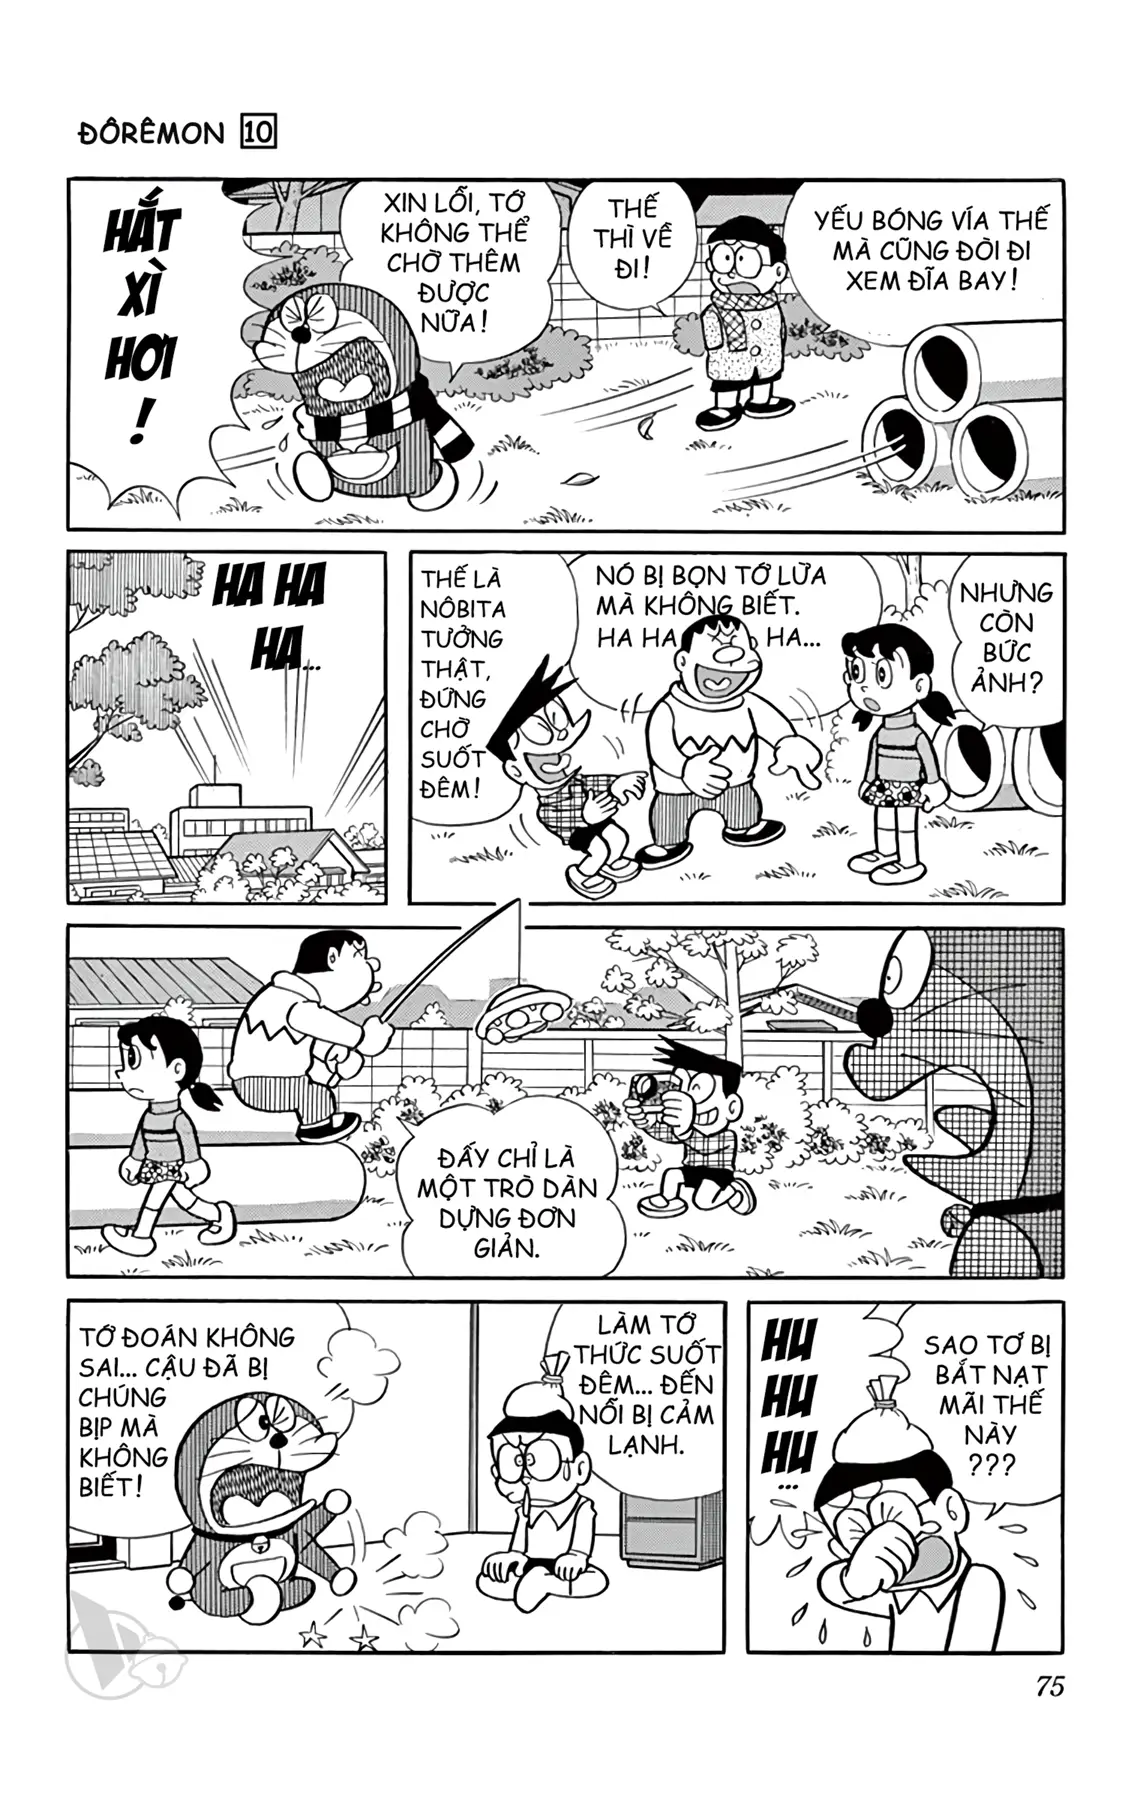 ĐÔRÊMON 10
HẮT
XÌ
HƠI
!
XIN LỖI, TỚ
KHÔNG THỂ
CHỜ THÊM
ĐƯỢC
NỮA!
THẾ
THÌ VỀ
ĐI!
YẾU BÓNG VÍA THẾ
MÀ CŨNG ĐÒI ĐI
XEM ĐĨA BAY!
HA HA
HA...
THẾ LÀ
NÔBITA
TƯỞNG
THẬT,
ĐỨNG
CHỜ
SUỐT
ĐÊM!
NÓ BỊ BỌN TỚ LỪA
MÀ KHÔNG BIẾT.
HA HA HA...
NHƯNG
CÒN
BỨC
ẢNH?
ĐẤY CHỈ LÀ
MỘT TRÒ DÀN
DỰNG ĐƠN
GIẢN.
TỚ ĐOÁN KHÔNG
SAI... CẬU ĐÃ BỊ
CHÚNG
BỊP MÀ
KHÔNG
BIẾT!
LÀM TỚ
THỨC SUỐT
ĐÊM... ĐẾN
NỖI BỊ CẢM
LẠNH.
HU
HU
HU
...
SAO TƠ BỊ
BẮT NẠT
MÃI THẾ
NÀY
???
75